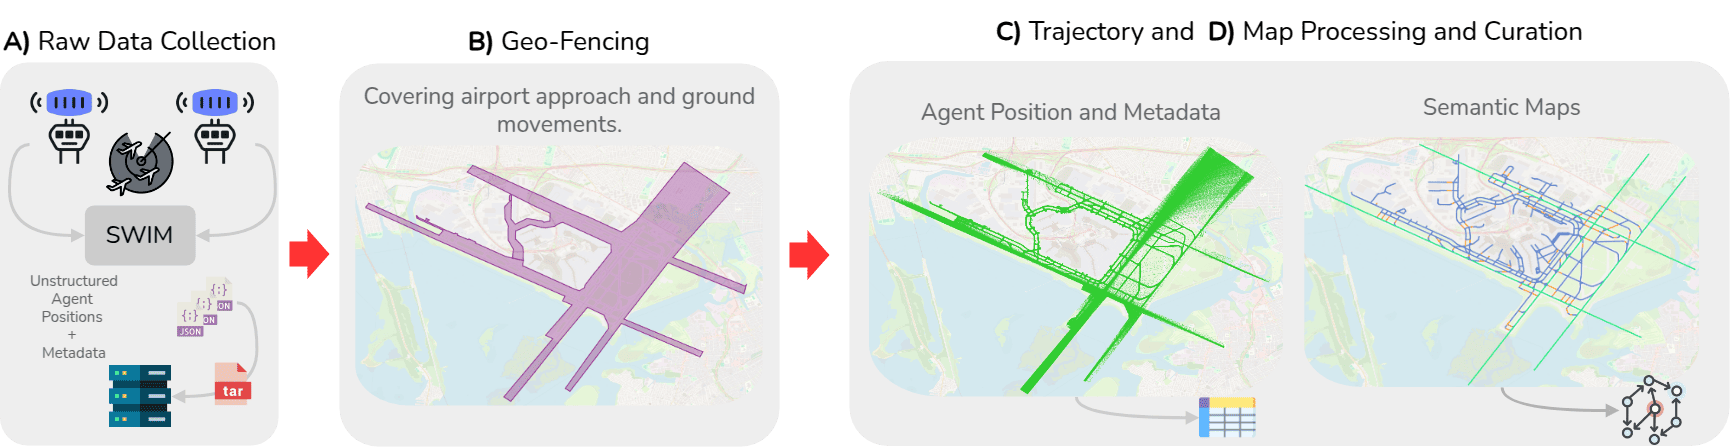 A) Raw Data Collection
SWIM
Unstructured
Agent
Positions
+
Metadata
{;}
{;}
ON
{;}
ON
JSON
tar
B) Geo-Fencing
Covering airport approach and ground
movements.
C) Trajectory and D) Map Processing and Curation
Agent Position and Metadata
Semantic Maps